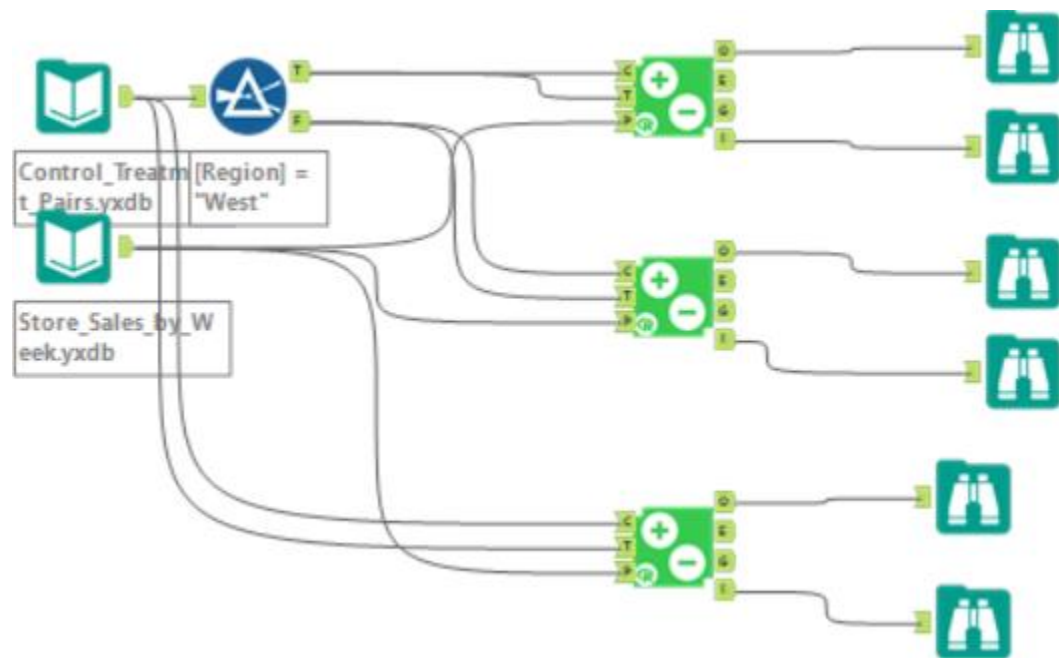 T
F
Control_Treatm
t_Pairs.yxdb
[Region] =
"West"
Store_Sales_by_W
eek.yxdb
C
T
P
R
O
E
G
I
C
T
P
R
O
E
G
I
C
T
P
R
O
E
G
I